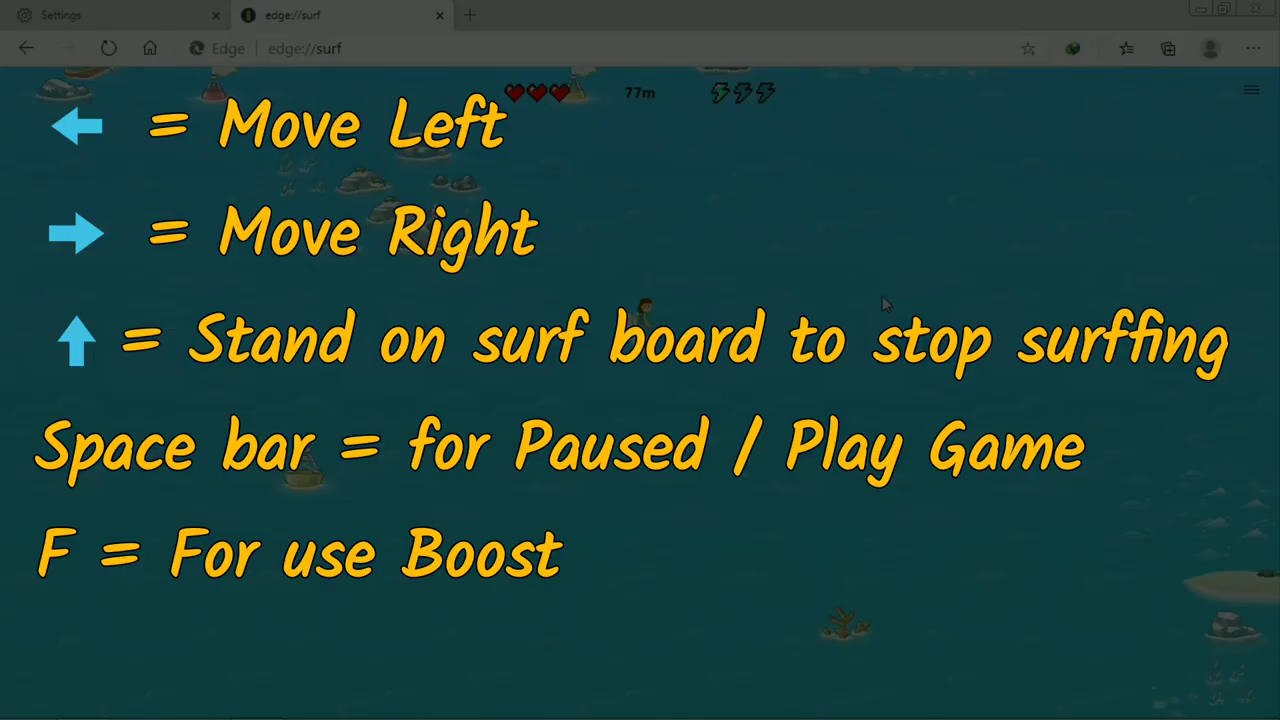 Settings
edge://surf
Edge
edge://surf
77m
= Move Left
= Move Right
= Stand on surf board to stop surffing
Space bar = for Paused / Play Game
F = For use Boost